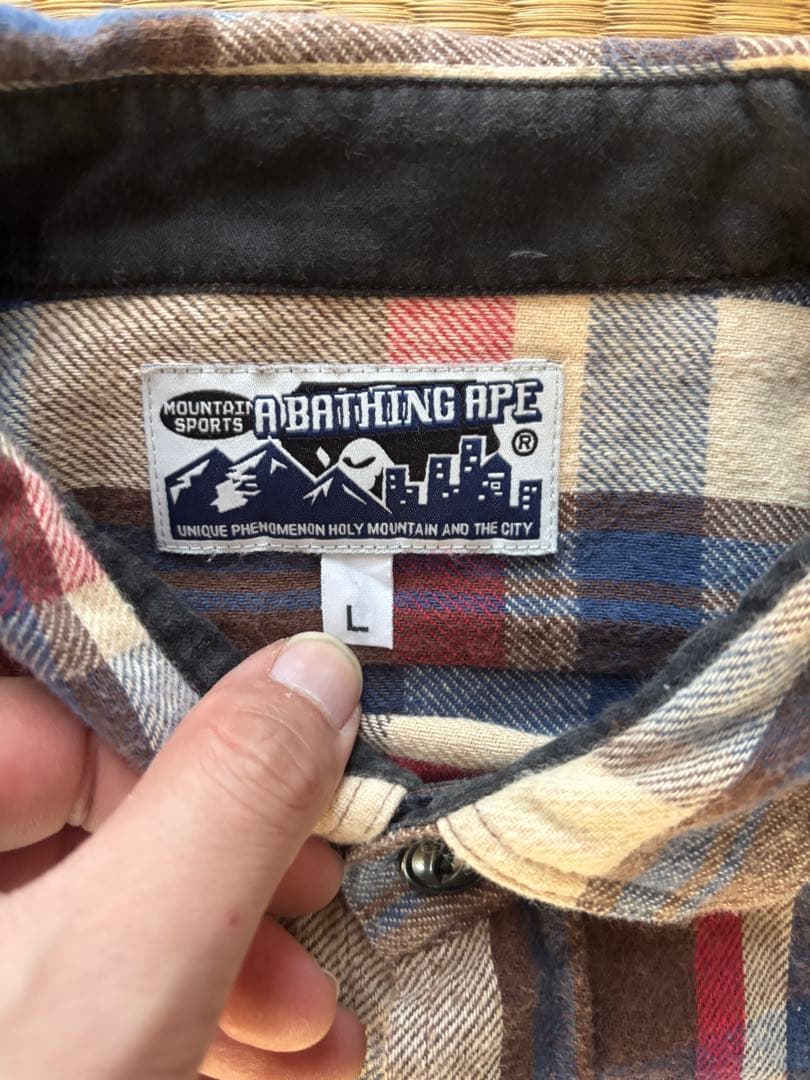 MOUNTAIN
SPORTS
A BATHING APE
®
UNIQUE PHENOMENON HOLY MOUNTAIN AND THE CITY
L